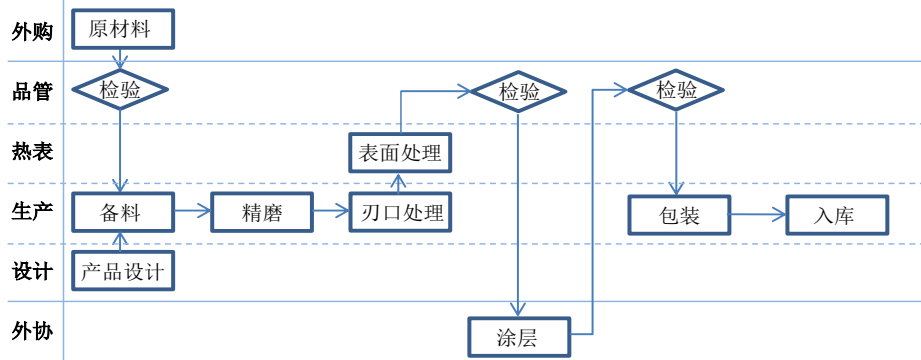 外购
原材料
品管
检验
检验
检验
热表
表面处理
生产
备料
精磨
刃口处理
包装
入库
设计
产品设计
外协
涂层